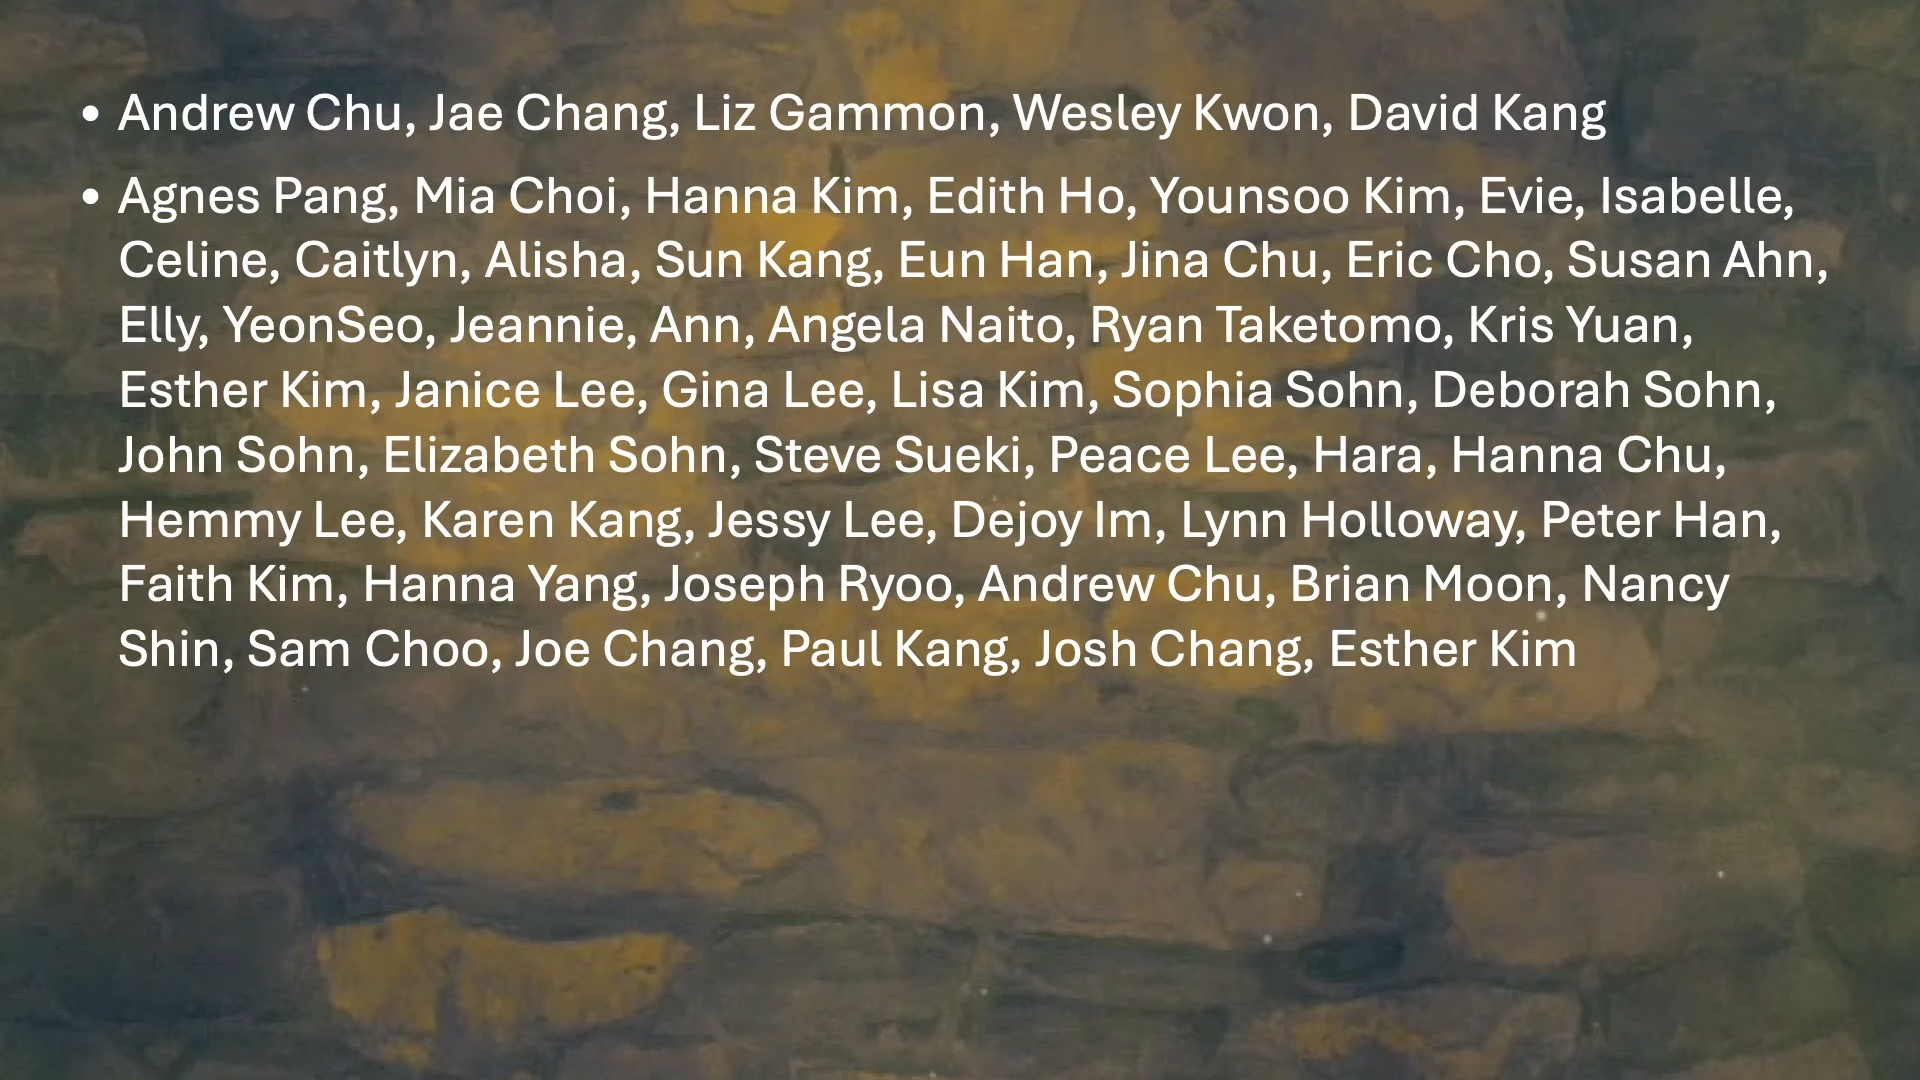 • Andrew Chu, Jae Chang, Liz Gammon, Wesley Kwon, David Kang
• Agnes Pang, Mia Choi, Hanna Kim, Edith Ho, Younsoo Kim, Evie, Isabelle,
Celine, Caitlyn, Alisha, Sun Kang, Eun Han, Jina Chu, Eric Cho, Susan Ahn,
Elly, YeonSeo, Jeannie, Ann, Angela Naito, Ryan Taketomo, Kris Yuan,
Esther Kim, Janice Lee, Gina Lee, Lisa Kim, Sophia Sohn, Deborah Sohn,
John Sohn, Elizabeth Sohn, Steve Sueki, Peace Lee, Hara, Hanna Chu,
Hemmy Lee, Karen Kang, Jessy Lee, Dejoy Im, Lynn Holloway, Peter Han,
Faith Kim, Hanna Yang, Joseph Ryoo, Andrew Chu, Brian Moon, Nancy
Shin, Sam Choo, Joe Chang, Paul Kang, Josh Chang, Esther Kim